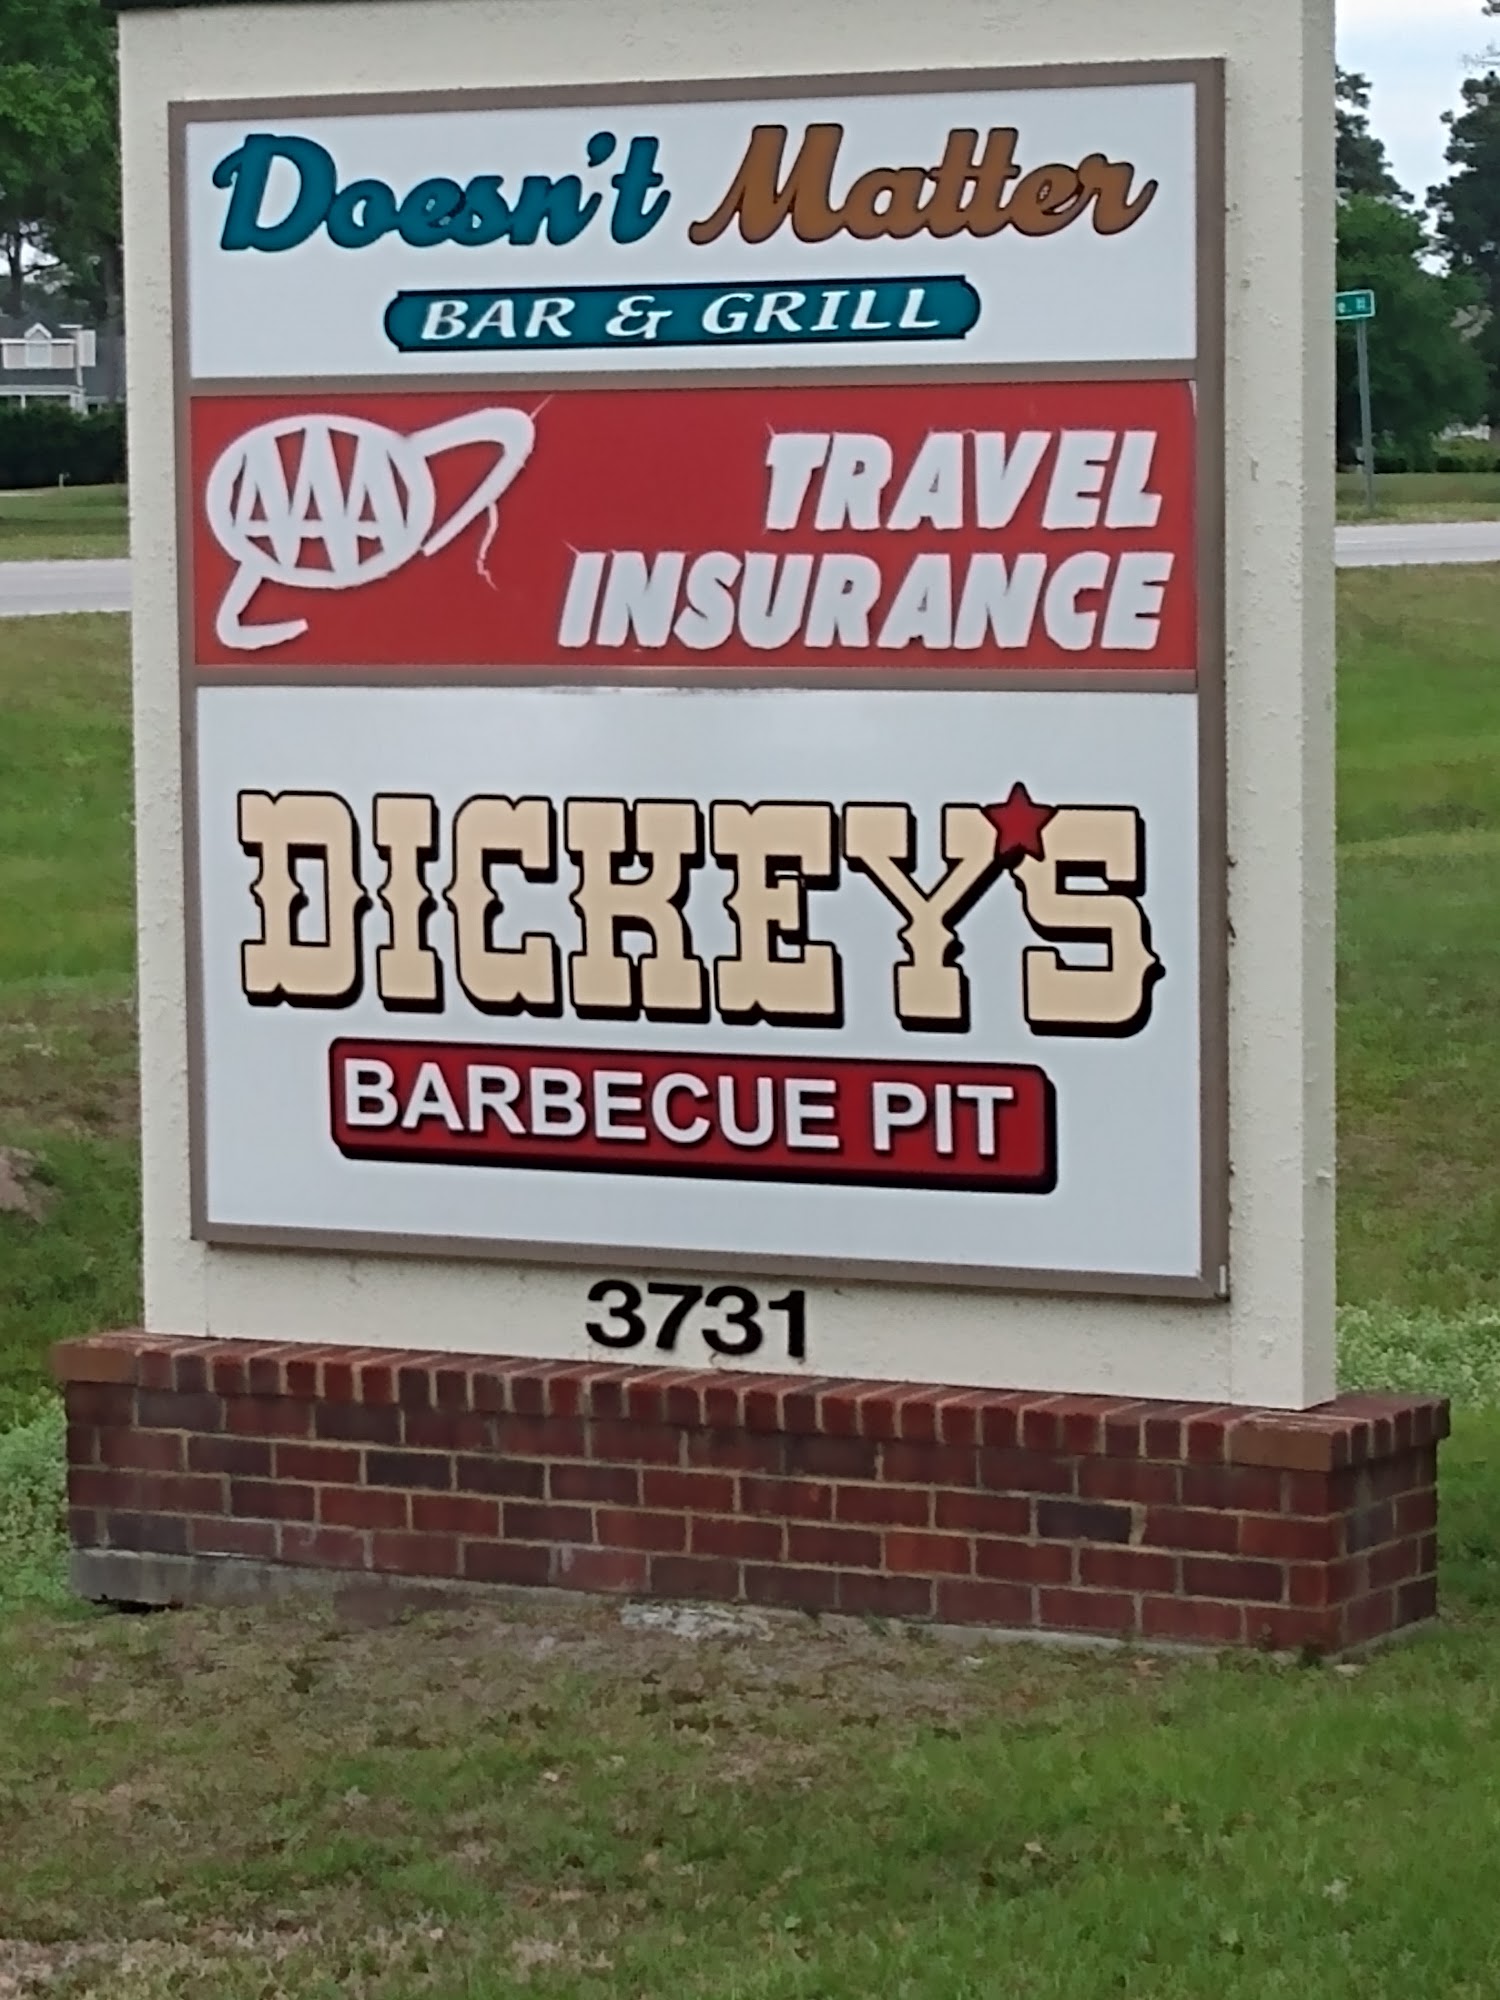 Doesn't Matter
BAR & GRILL
AAA
TRAVEL
INSURANCE
DICKEY'S
BARBECUE PIT
3731